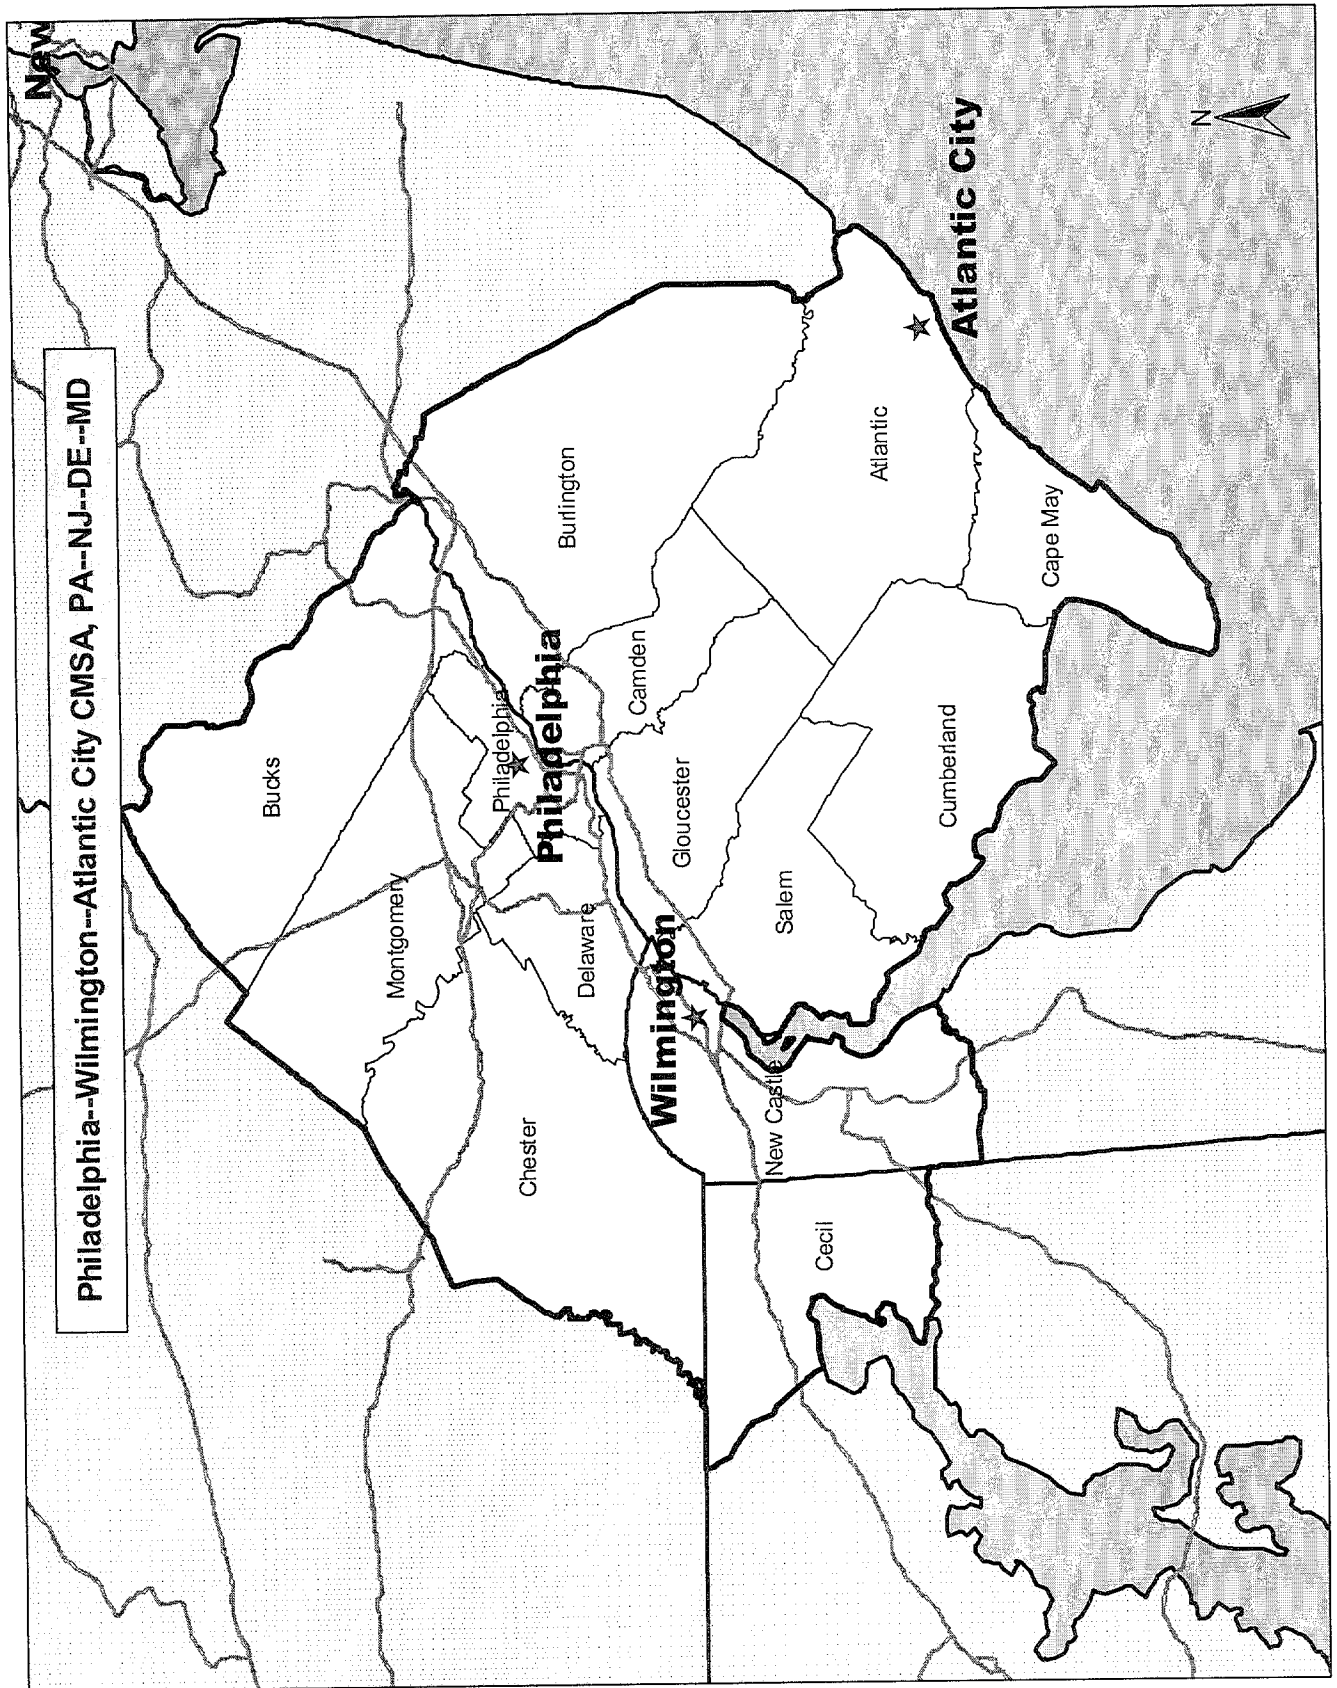 Philadelphia--Wilmington--Atlantic City CMSA, PA--NJ--DE--MD
New
Bucks
Montgomery
Burlington
Philadelphia
Philadelphia
Chester
Delaware
Camden
Gloucester
Wilmington
Salem
Atlantic
Atlantic City
New Castle
Cecil
Cumberland
Cape May
N